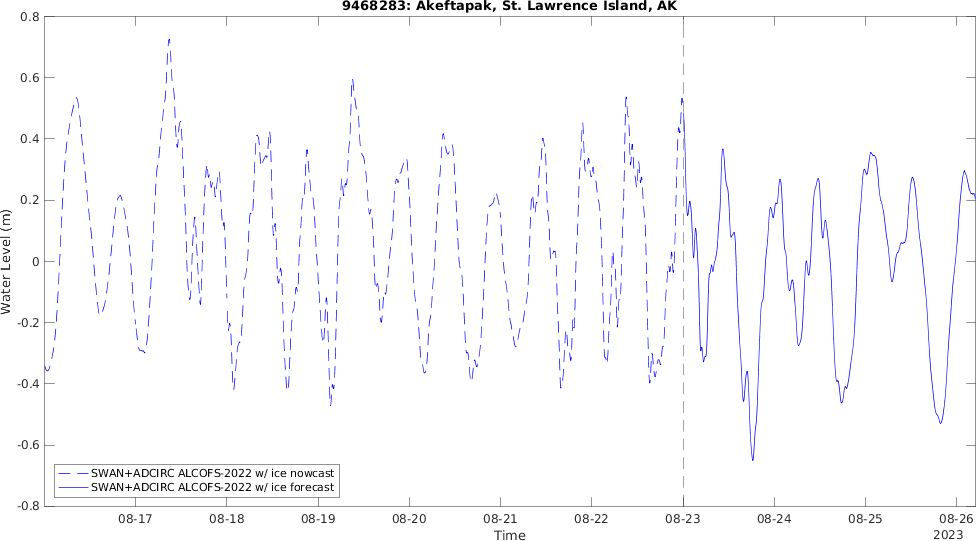 9468283: Akeftapak, St. Lawrence Island, AK
0.8
0.6
0.4
0.2
0
-0.2
-0.4
-0.6
-0.8
Water Level (m)
SWAN+ADCIRC ALCOFS-2022 w/ ice nowcast
SWAN+ADCIRC ALCOFS-2022 w/ ice forecast
08-17 08-18 08-19 08-20 08-21 08-22 08-23 08-24 08-25 08-26
Time
2023